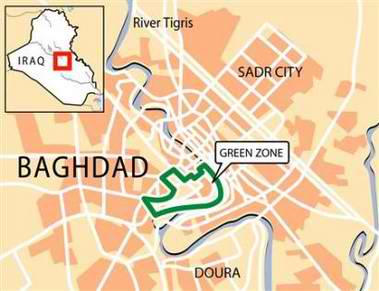 River Tigris
IRAQ
SADR CITY
GREEN ZONE
BAGHDAD
DOURA